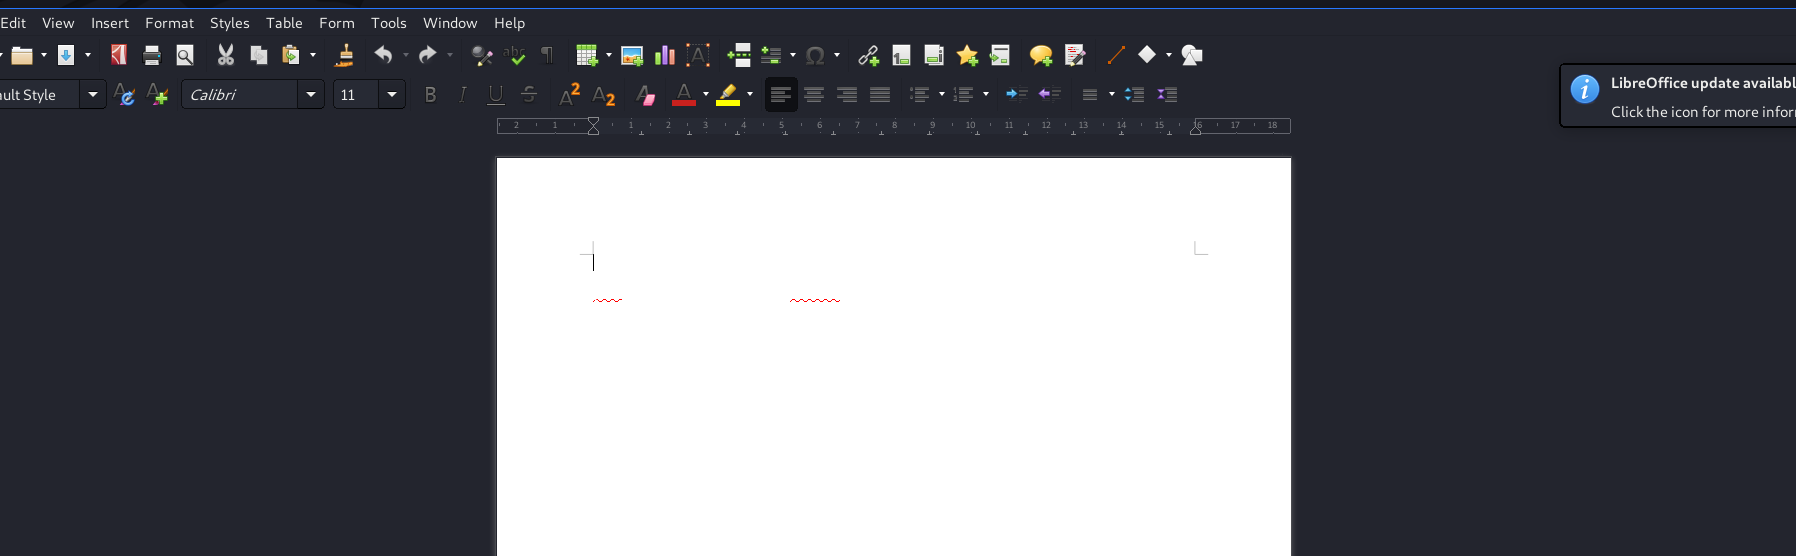 Edit View Insert Format Styles Table Form Tools Window Help
ault Style Calibri 11
LibreOffice update availabl
Click the icon for more infor
2 1 1 2 3 4 5 6 7 8 9 10 11 12 13 14 15 16 17 18